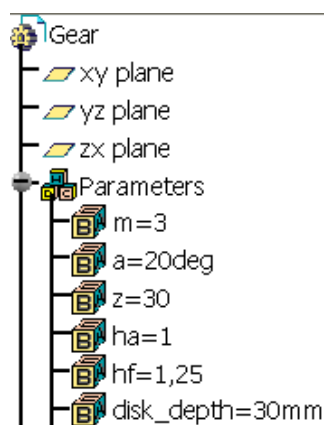 Gear
xy plane
yz plane
zx plane
Parameters
m=3
a=20deg
z=30
ha=1
hf=1,25
disk_depth=30mm